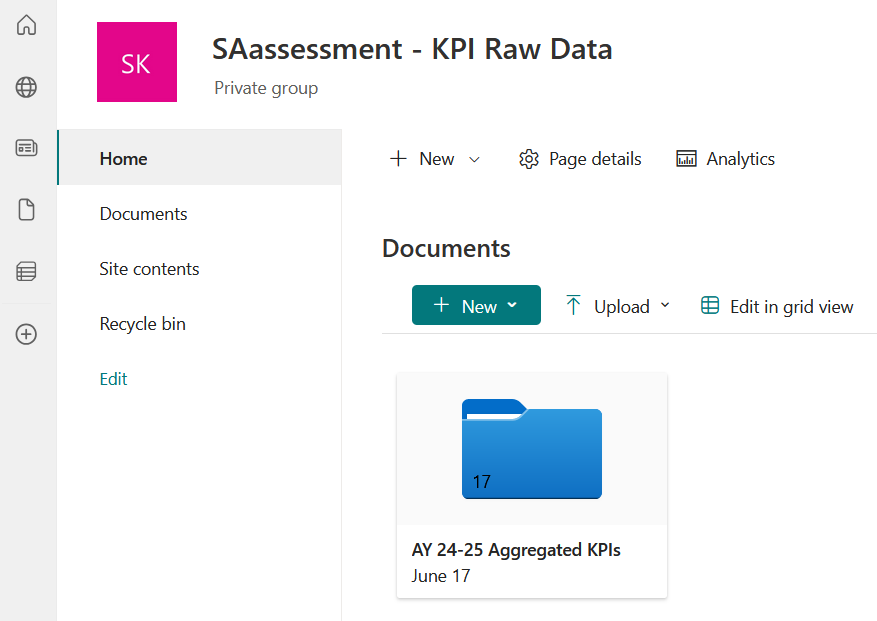 SK
SAassessment - KPI Raw Data
Private group
Home
Documents
Site contents
Recycle bin
Edit
New
Page details
Analytics
Documents
New
Upload
Edit in grid view
17
AY 24-25 Aggregated KPIs
June 17